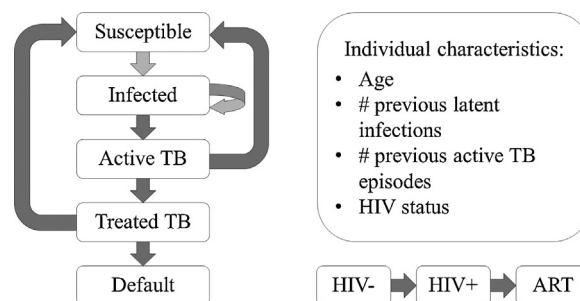 Susceptible
Infected
Active TB
Treated TB
Default
Individual characteristics:
• Age
• # previous latent
infections
• # previous active TB
episodes
• HIV status
HIV-
HIV+
ART